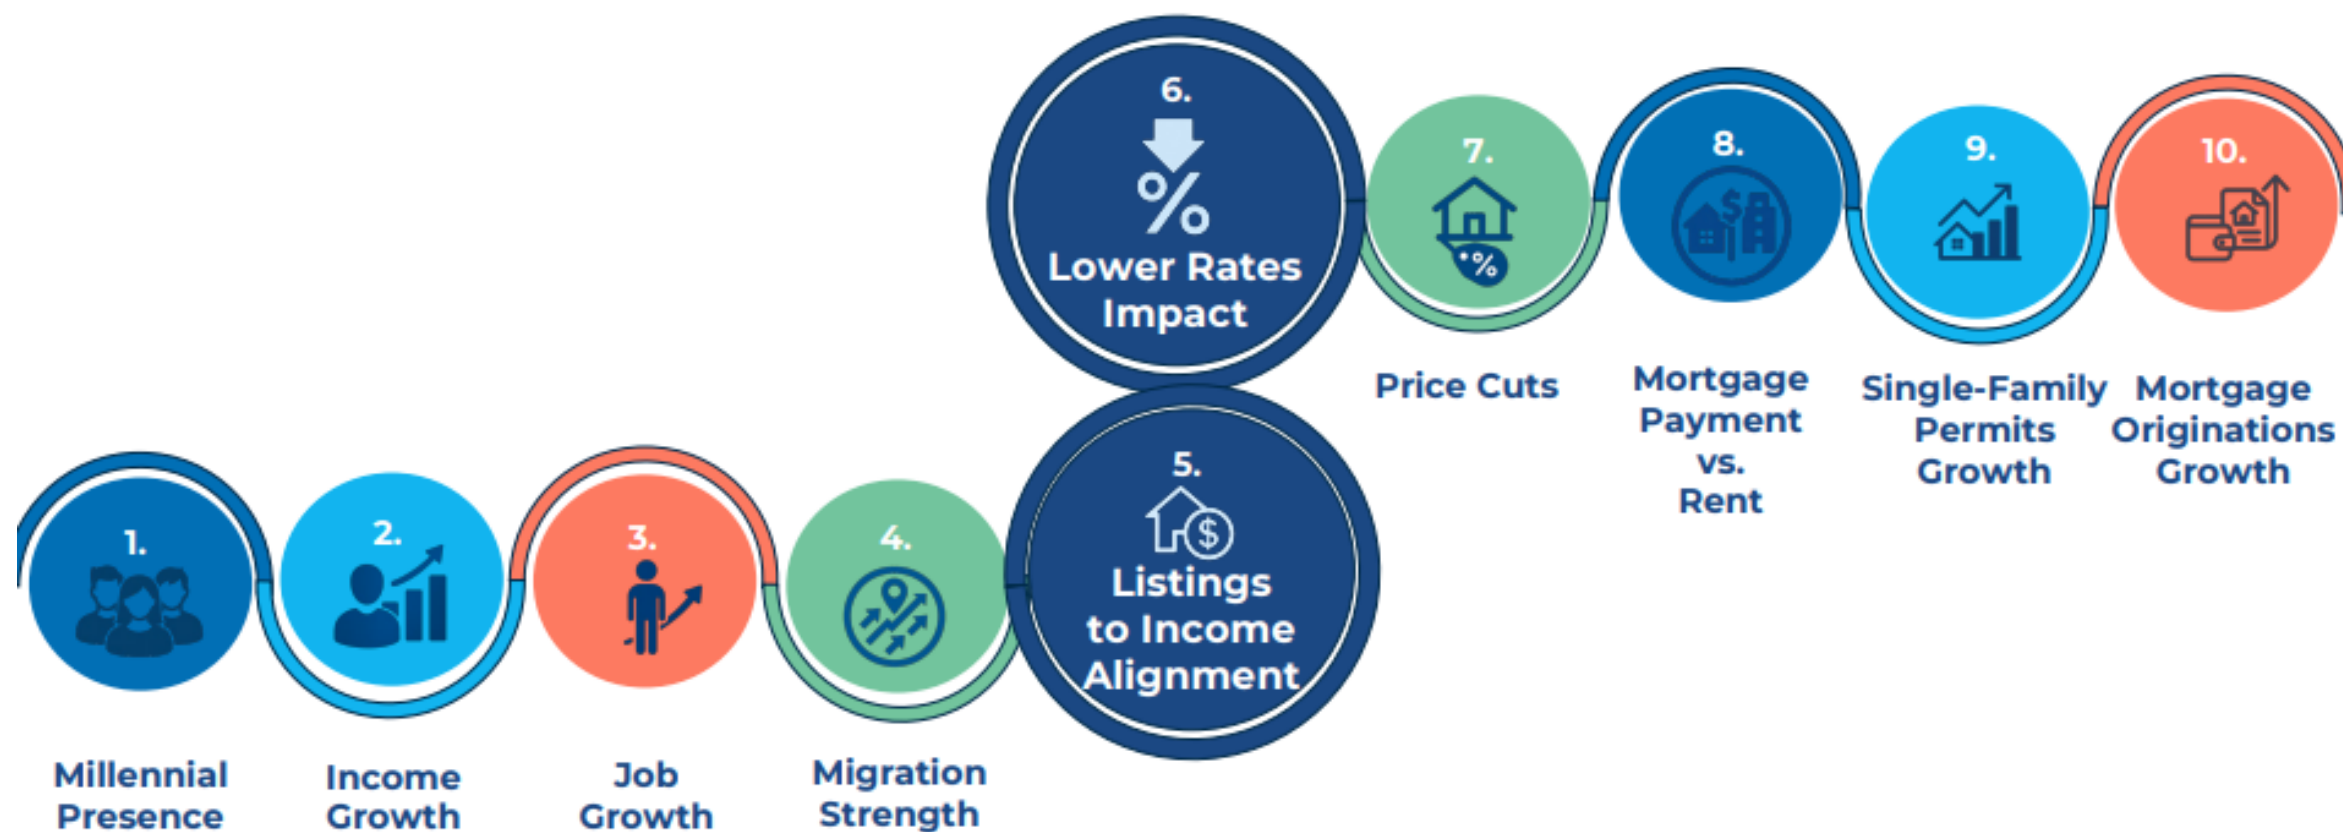 1.
Millennial
Presence
2.
Income
Growth
3.
Job
Growth
4.
Migration
Strength
5.
$
Listings
to Income
Alignment
6.
%
Lower Rates
Impact
7.
%
Price Cuts
8.
$
Mortgage
Payment
vs.
Rent
9.
Single-Family
Permits
Growth
10.
Mortgage
Originations
Growth